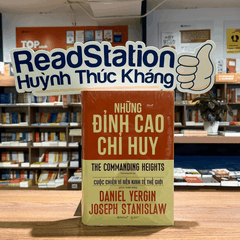 TOP
ReadStation
Huỳnh Thúc Kháng
NHỮNG
ĐỈNH CAO
CHỈ HUY
THE COMMANDING HEIGHTS
CUỘC CHIẾN VÌ NỀN KINH TẾ THẾ GIỚI
DANIEL YERGIN
JOSEPH STANISLAW